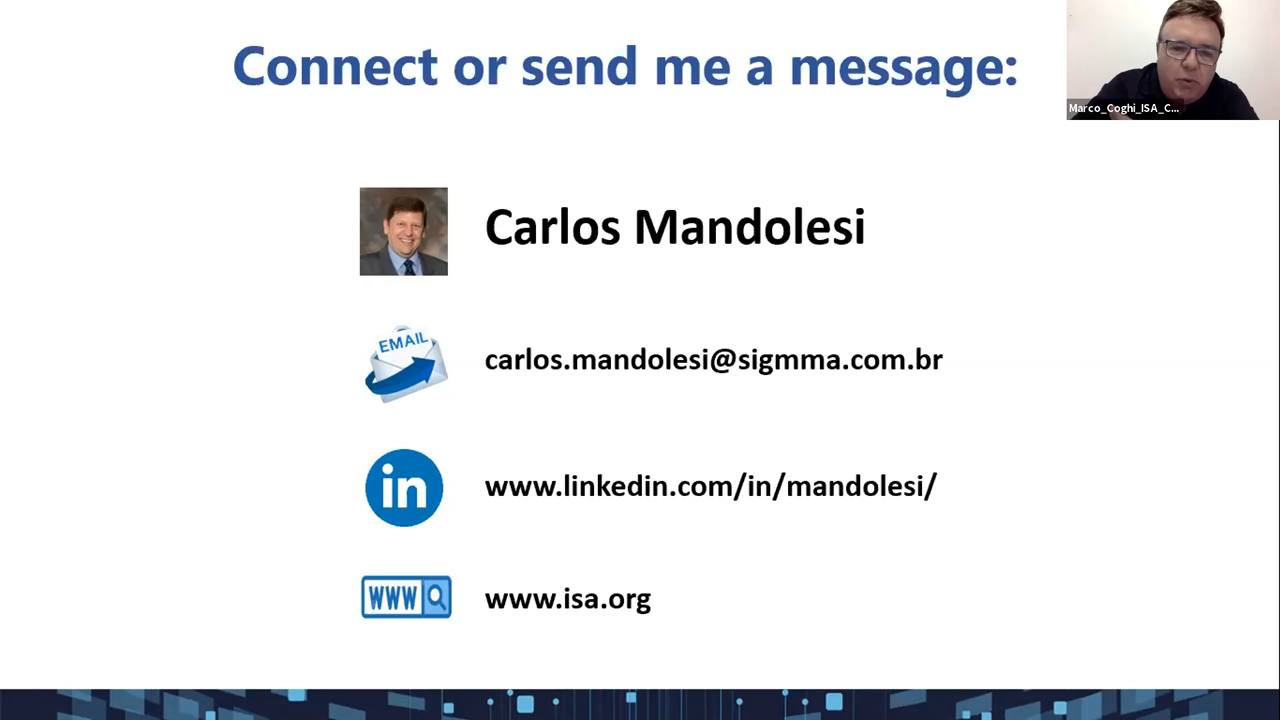 Connect or send me a message:
Marco_Coghi_ISA_C...
Carlos Mandolesi
EMAIL
carlos.mandolesi@sigmma.com.br
in
www.linkedin.com/in/mandolesi/
WWW
www.isa.org